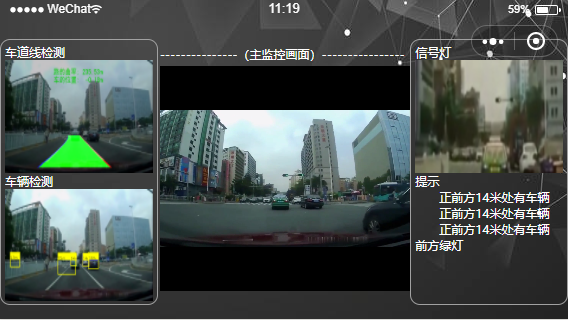 ●●●●● WeChat
11:19
59%
车道线检测
车辆检测
（主监控画面）
信号灯
提示
正前方14米处有车辆
正前方14米处有车辆
正前方14米处有车辆
前方绿灯